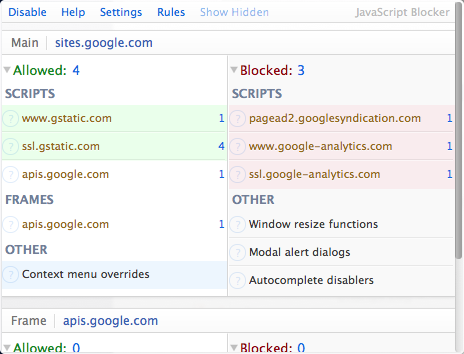 Disable Help Settings Rules Show Hidden JavaScript Blocker
Main sites.google.com
Allowed: 4
SCRIPTS
? www.gstatic.com 1
? ssl.gstatic.com 4
? apis.google.com 1
FRAMES
? apis.google.com 1
OTHER
? Context menu overrides
Blocked: 3
SCRIPTS
? pagead2.googlesyndication.com 1
? www.google-analytics.com 1
? ssl.google-analytics.com 1
OTHER
? Window resize functions
? Modal alert dialogs
? Autocomplete disablers
Frame apis.google.com
Allowed: 0
Blocked: 0